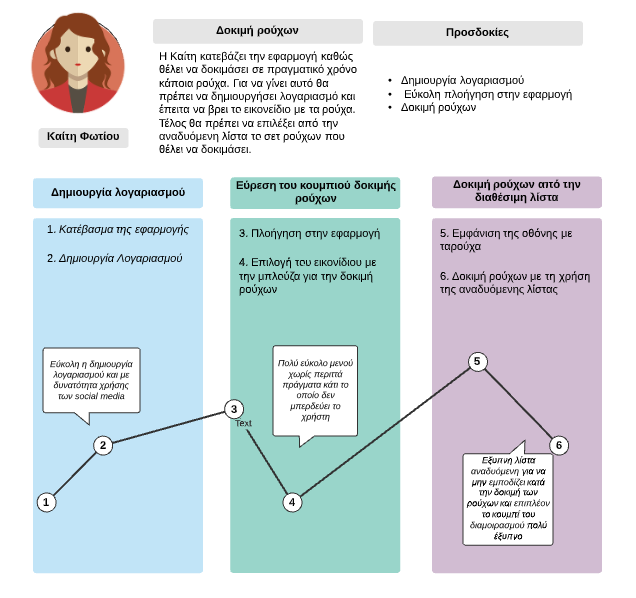 Δοκιμή ρούχων
Προσδοκίες
Η Καίτη κατεβάζει την εφαρμογή καθώς
θέλει να δοκιμάσει σε πραγματικό χρόνο
κάποια ρούχα. Για να γίνει αυτό θα
πρέπει να δημιουργήσει λογαριασμό και
έπειτα να βρει το εικονίδειο με τα ρούχα.
Τέλος θα πρέπει να επιλέξει από την
αναδυόμενη λίστα το σετ ρούχων που
θέλει να δοκιμάσει.
• Δημιουργία λογαριασμού
• Εύκολη πλοήγηση στην εφαρμογή
• Δοκιμή ρούχων
Καίτη Φωτίου
Δημιουργία λογαριασμού
Εύρεση του κουμπιού δοκιμής
ρούχων
Δοκιμή ρούχων από την
διαθέσιμη λίστα
1. Κατέβασμα της εφαρμογής
2. Δημιουργία Λογαριασμού
3. Πλοήγηση στην εφαρμογή
4. Επιλογή του εικονιδίου με
την μπλούζα για την δοκιμή
ρούχων
5. Εμφάνιση της οθόνης με
ταρούχα
6. Δοκιμή ρούχων με τη χρήση
της αναδυόμενης λίστας
Εύκολη η δημιουργία
λογαριασμού και με
δυνατότητα χρήσης
των social media
Πολύ εύκολο μενού
χωρίς περιττά
πράγματα κάτι το
οποίο δεν
μπερδεύει το
χρήστη
5
3
Text
2
6
1
4
Εξυπνη λίστα
αναδυόμενη για να
μην εμποδίζει κατά
την δοκιμή των
ρούχων και επιπλέον
το κουμπί του
διαμοιρασμού πολύ
έξυπνο